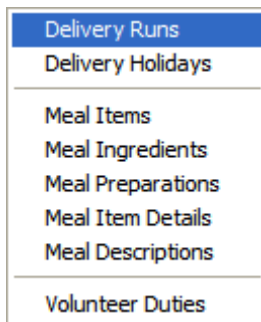 Delivery Runs
Delivery Holidays
Meal Items
Meal Ingredients
Meal Preparations
Meal Item Details
Meal Descriptions
Volunteer Duties